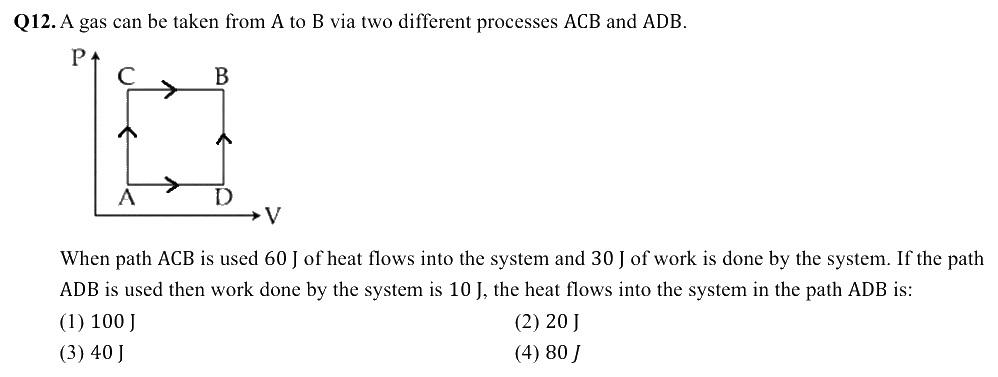 Q12. A gas can be taken from A to B via two different processes ACB and ADB.
P
C B
A D
V
When path ACB is used 60 J of heat flows into the system and 30 J of work is done by the system. If the path
ADB is used then work done by the system is 10 J, the heat flows into the system in the path ADB is:
(1) 100 J (2) 20 J
(3) 40 J (4) 80 J